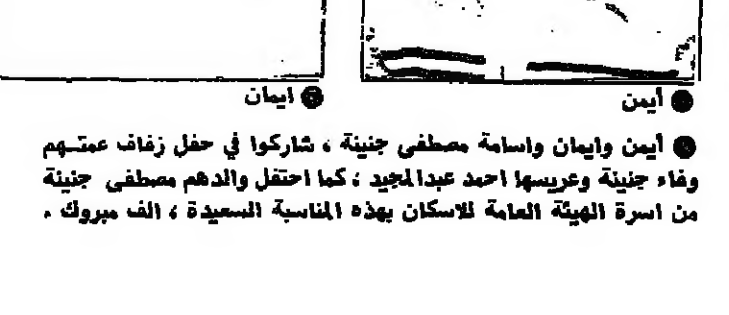 ● أيمن
● ايمان
● أيمن وايمان واسامة مصطفى جنينة ، شاركوا في حفل زفاف عمتهم
وفاء جنينة وعريسها احمد عبدالمجيد ، كما احتفل والدهم مصطفى جنينة
من اسرة الهيئة العامة للاسكان بهذه المناسبة السعيدة ، الف مبروك .